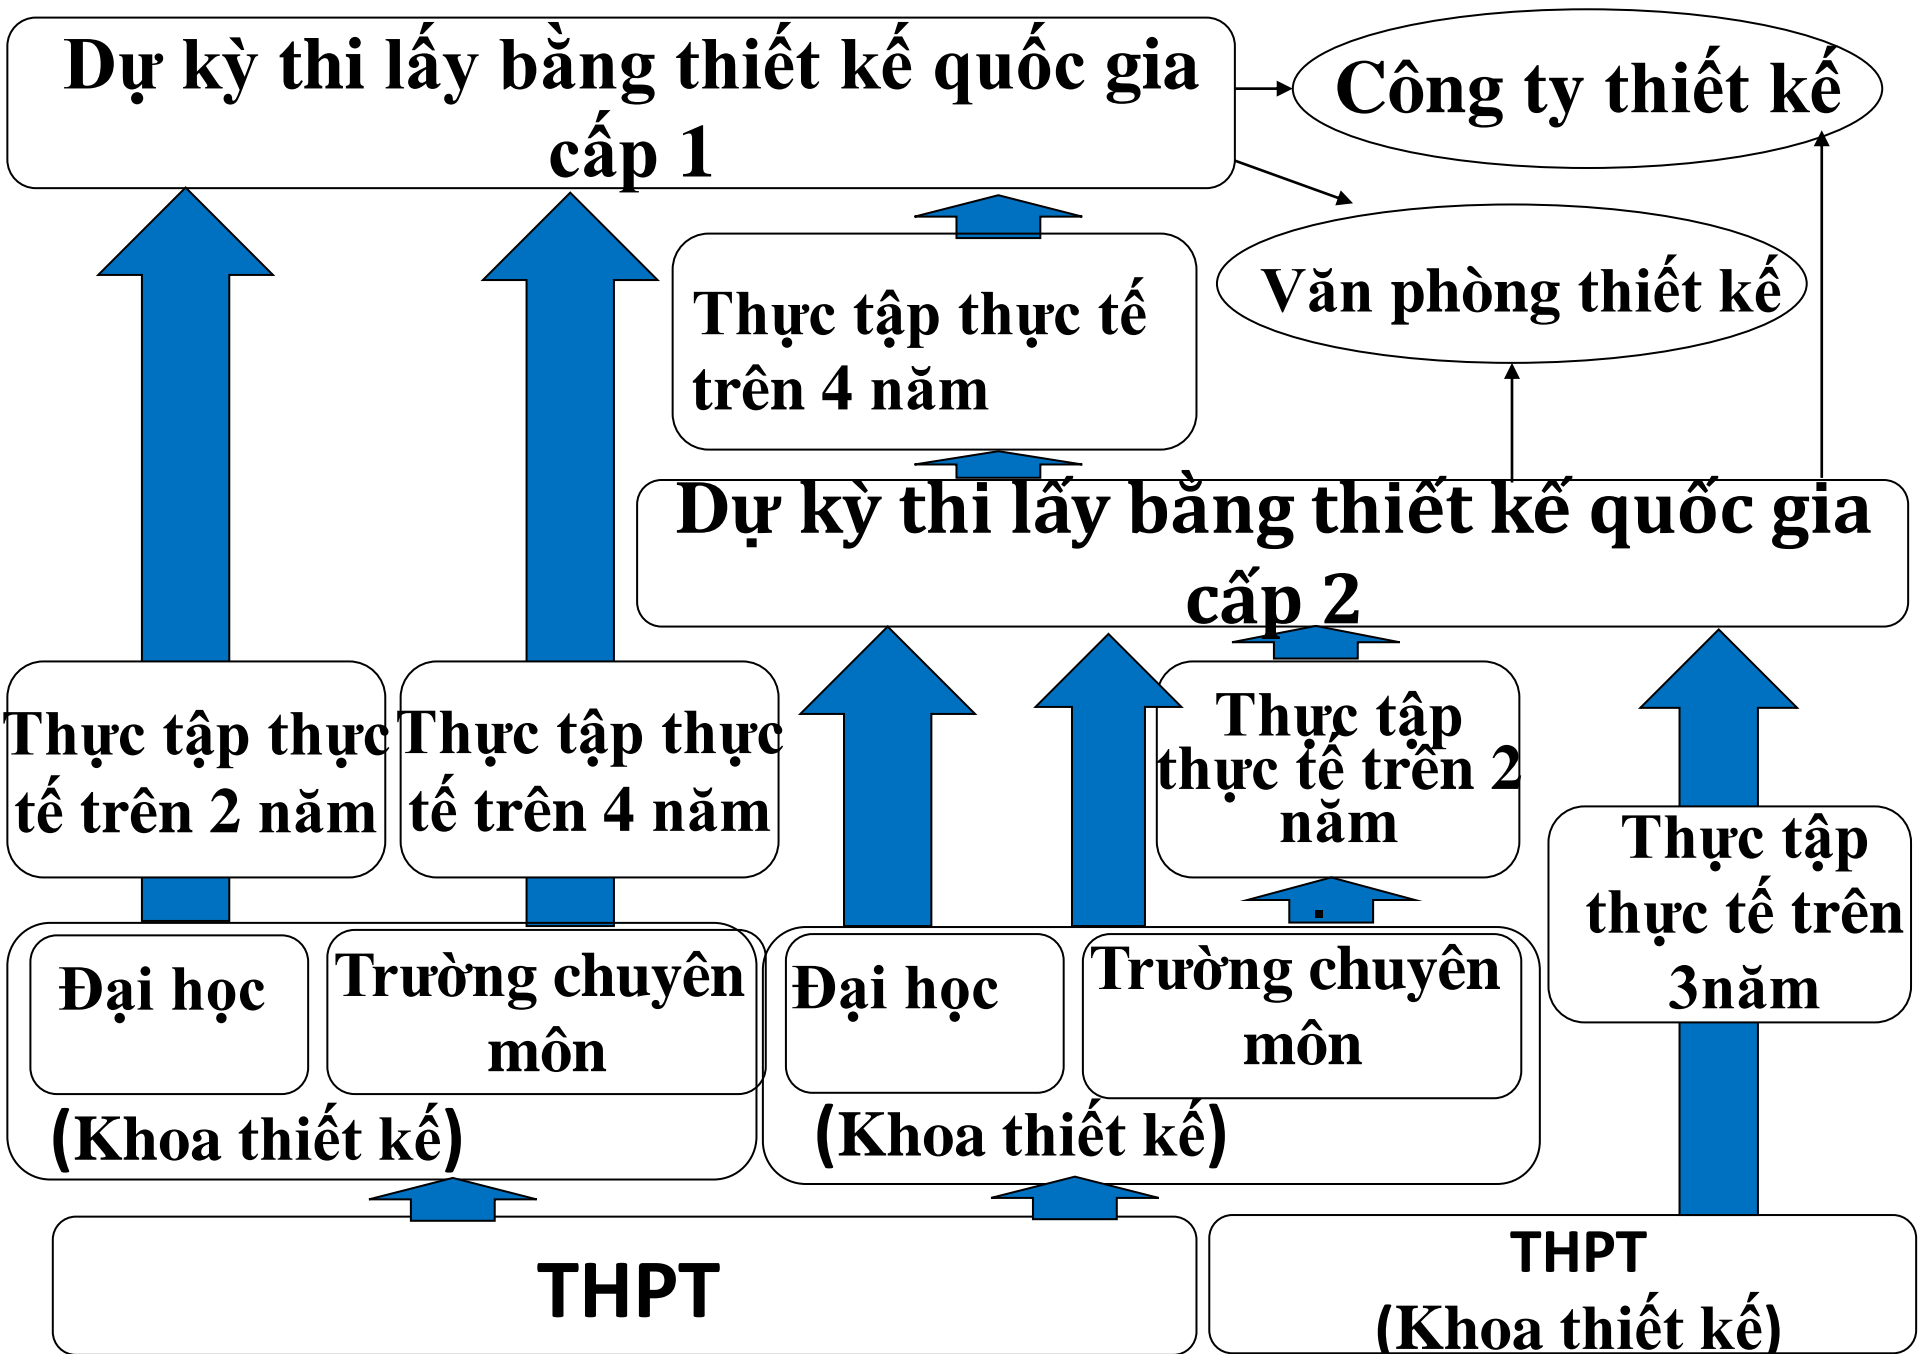 Dự kỳ thi lấy bằng thiết kế quốc gia
cấp 1
Công ty thiết kế
Văn phòng thiết kế
Thực tập thực tế
trên 4 năm
Dự kỳ thi lấy bằng thiết kế quốc gia
cấp 2
Thực tập thực
tế trên 2 năm
Thực tập thực
tế trên 4 năm
Thực tập
thực tế trên 2
năm
Thực tập
thực tế trên
3năm
.
Đại học
Trường chuyên
môn
(Khoa thiết kế)
Đại học
Trường chuyên
môn
(Khoa thiết kế)
THPT
THPT
(Khoa thiết kế)